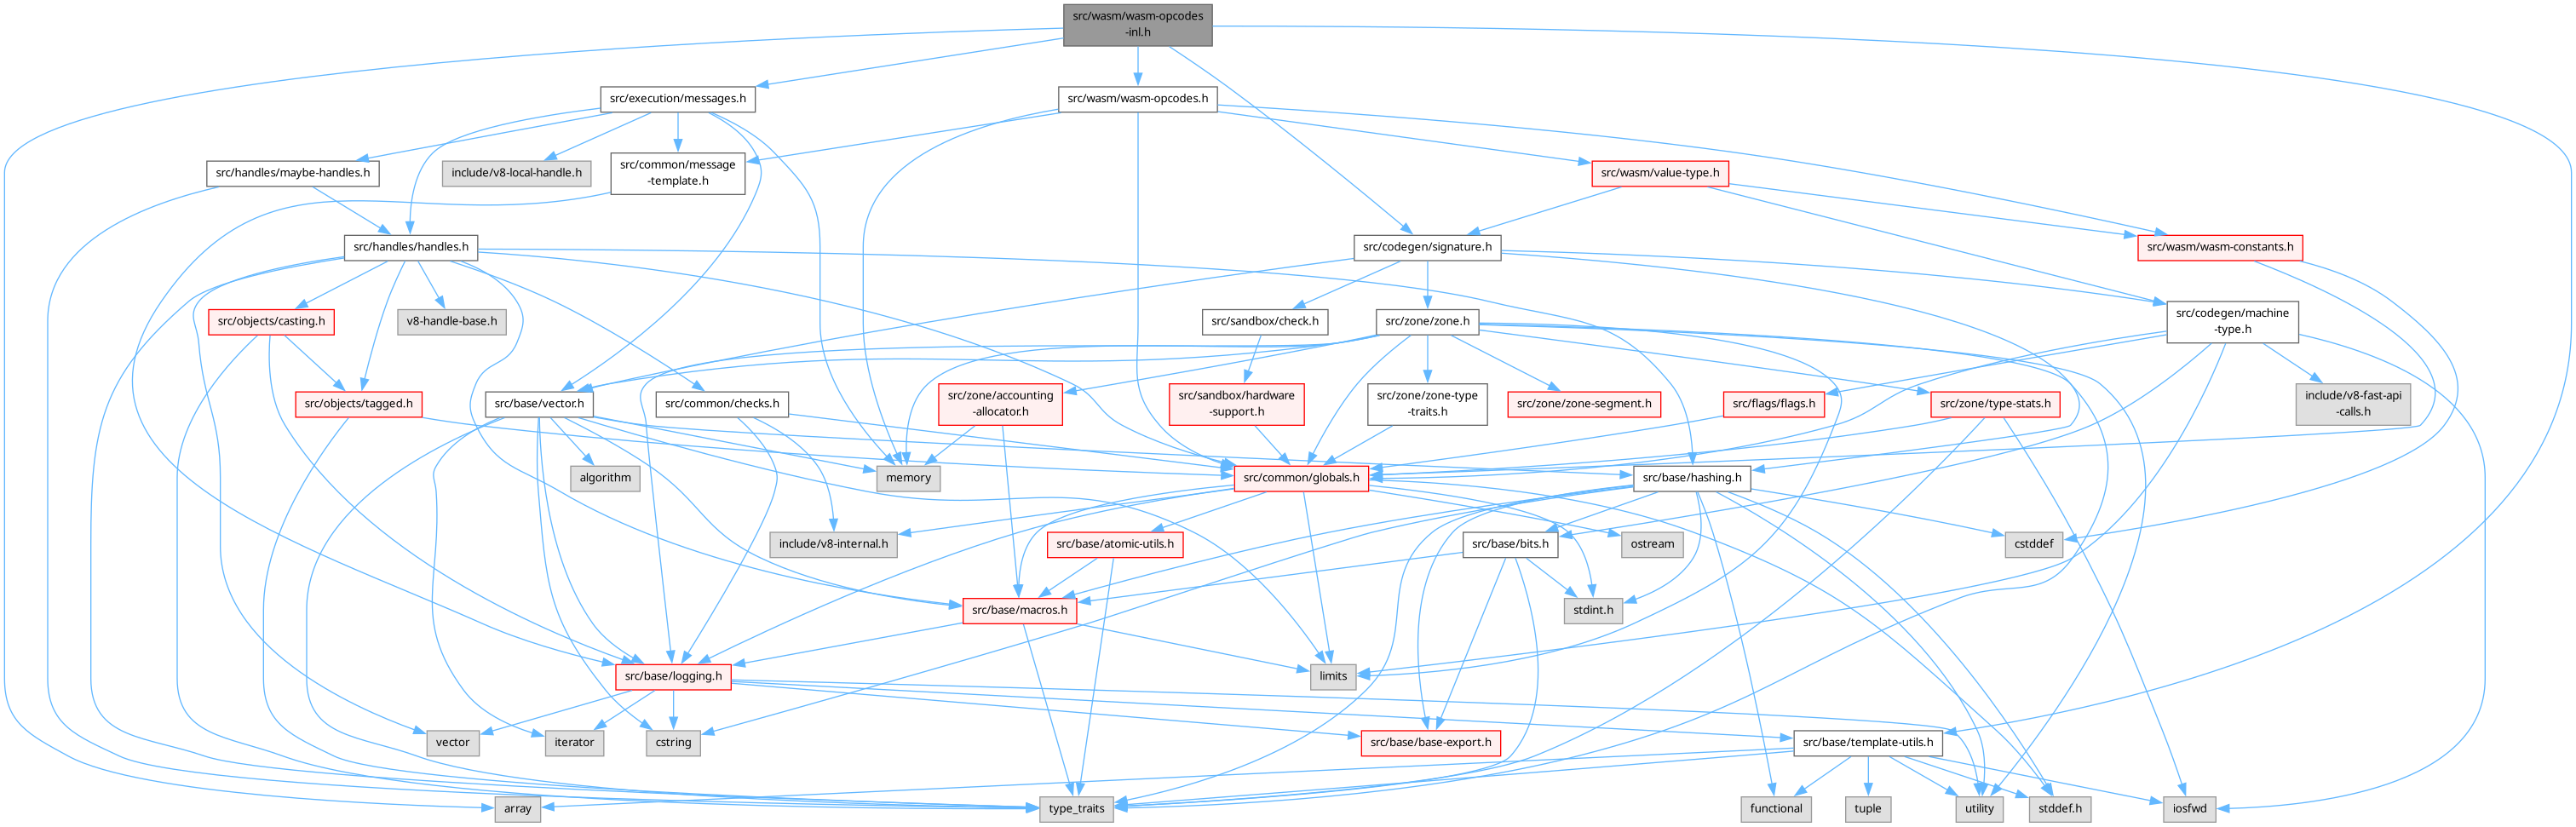 src/wasm/wasm-opcodes
-inl.h
src/execution/messages.h
src/wasm/wasm-opcodes.h
src/handles/maybe-handles.h
include/v8-local-handle.h
src/common/message
-template.h
src/wasm/value-type.h
src/handles/handles.h
src/codegen/signature.h
src/wasm/wasm-constants.h
src/objects/casting.h
v8-handle-base.h
src/sandbox/check.h
src/zone/zone.h
src/codegen/machine
-type.h
src/objects/tagged.h
src/base/vector.h
src/common/checks.h
src/zone/accounting
-allocator.h
src/sandbox/hardware
-support.h
src/zone/zone-type
-traits.h
src/zone/zone-segment.h
src/flags/flags.h
src/zone/type-stats.h
include/v8-fast-api
-calls.h
algorithm
memory
src/common/globals.h
src/base/hashing.h
include/v8-internal.h
src/base/atomic-utils.h
src/base/bits.h
ostream
cstddef
src/base/macros.h
stdint.h
src/base/logging.h
limits
vector
iterator
cstring
src/base/base-export.h
src/base/template-utils.h
array
type_traits
functional
tuple
utility
stddef.h
iosfwd